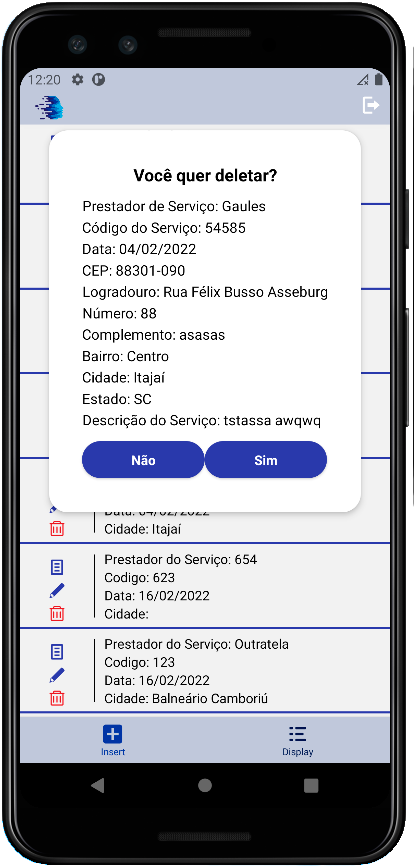 12:20
Você quer deletar?
Prestador de Serviço: Gaules
Código do Serviço: 54585
Data: 04/02/2022
CEP: 88301-090
Logradouro: Rua Félix Busso Asseburg
Número: 88
Complemento: asasas
Bairro: Centro
Cidade: Itajaí
Estado: SC
Descrição do Serviço: tstassa awqwq
Não Sim
Data: 04/02/2022
Cidade: Itajaí
Prestador do Serviço: 654
Codigo: 623
Data: 16/02/2022
Cidade:
Prestador do Serviço: Outratela
Codigo: 123
Data: 16/02/2022
Cidade: Balneário Camboriú
Insert Display